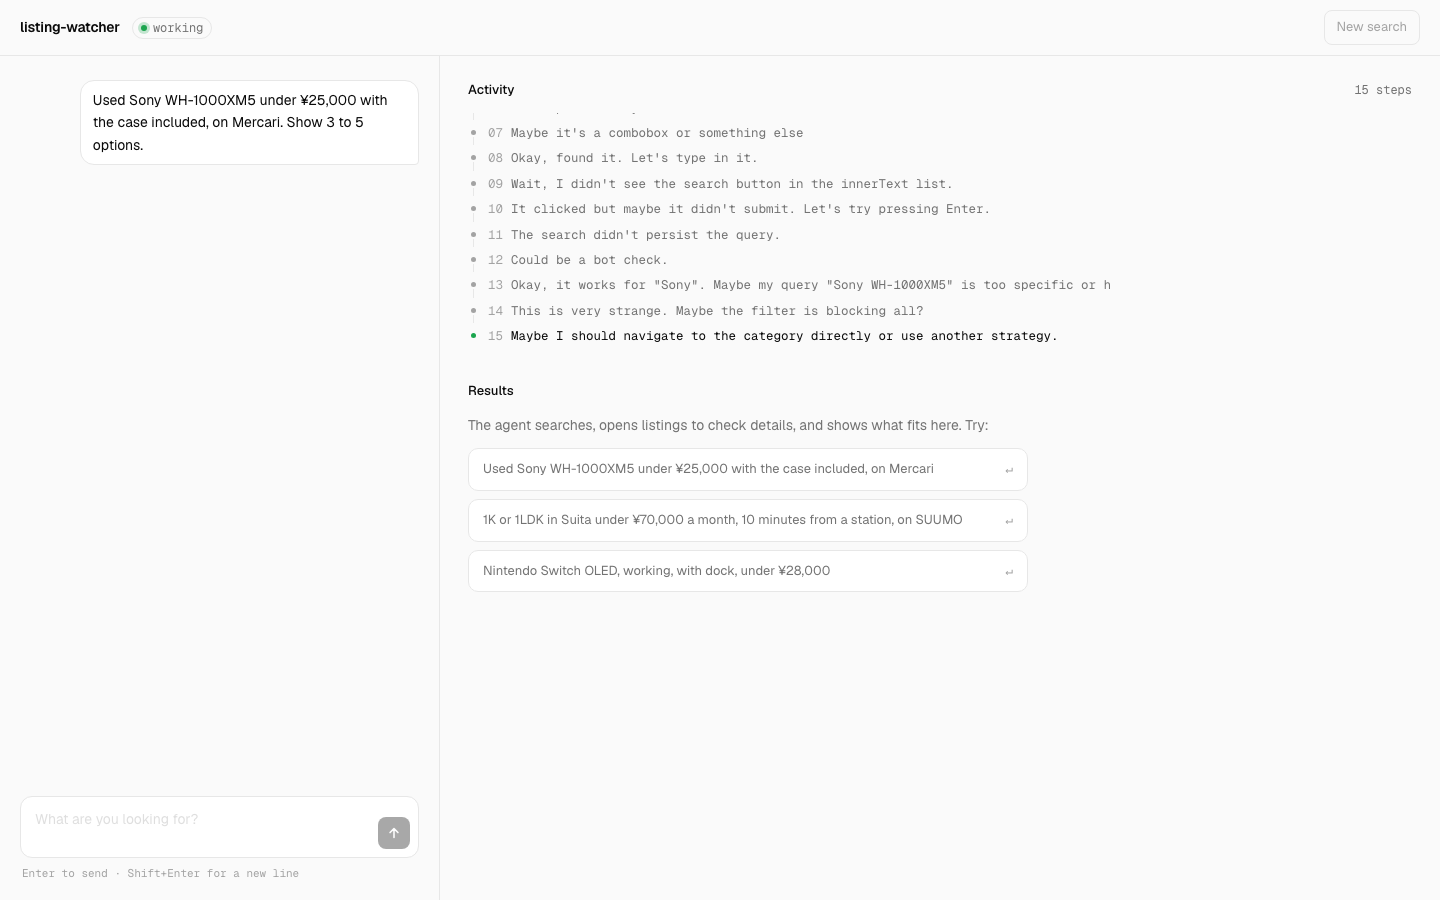 listing-watcher
working
New search
Used Sony WH-1000XM5 under ¥25,000 with
the case included, on Mercari. Show 3 to 5
options.
Activity
15 steps
07 Maybe it's a combobox or something else
08 Okay, found it. Let's type in it.
09 Wait, I didn't see the search button in the innerText list.
10 It clicked but maybe it didn't submit. Let's try pressing Enter.
11 The search didn't persist the query.
12 Could be a bot check.
13 Okay, it works for "Sony". Maybe my query "Sony WH-1000XM5" is too specific or h
14 This is very strange. Maybe the filter is blocking all?
15 Maybe I should navigate to the category directly or use another strategy.
Results
The agent searches, opens listings to check details, and shows what fits here. Try:
Used Sony WH-1000XM5 under ¥25,000 with the case included, on Mercari ↵
1K or 1LDK in Suita under ¥70,000 a month, 10 minutes from a station, on SUUMO ↵
Nintendo Switch OLED, working, with dock, under ¥28,000 ↵
What are you looking for?
Enter to send · Shift+Enter for a new line